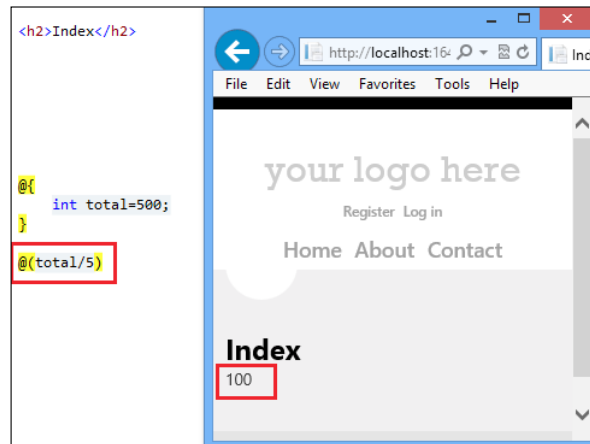 <h2>Index</h2>
@{
int total=500;
}
@(total/5)
http://localhost:164
Ind
File Edit View Favorites Tools Help
your logo here
Register Log in
Home About Contact
Index
100